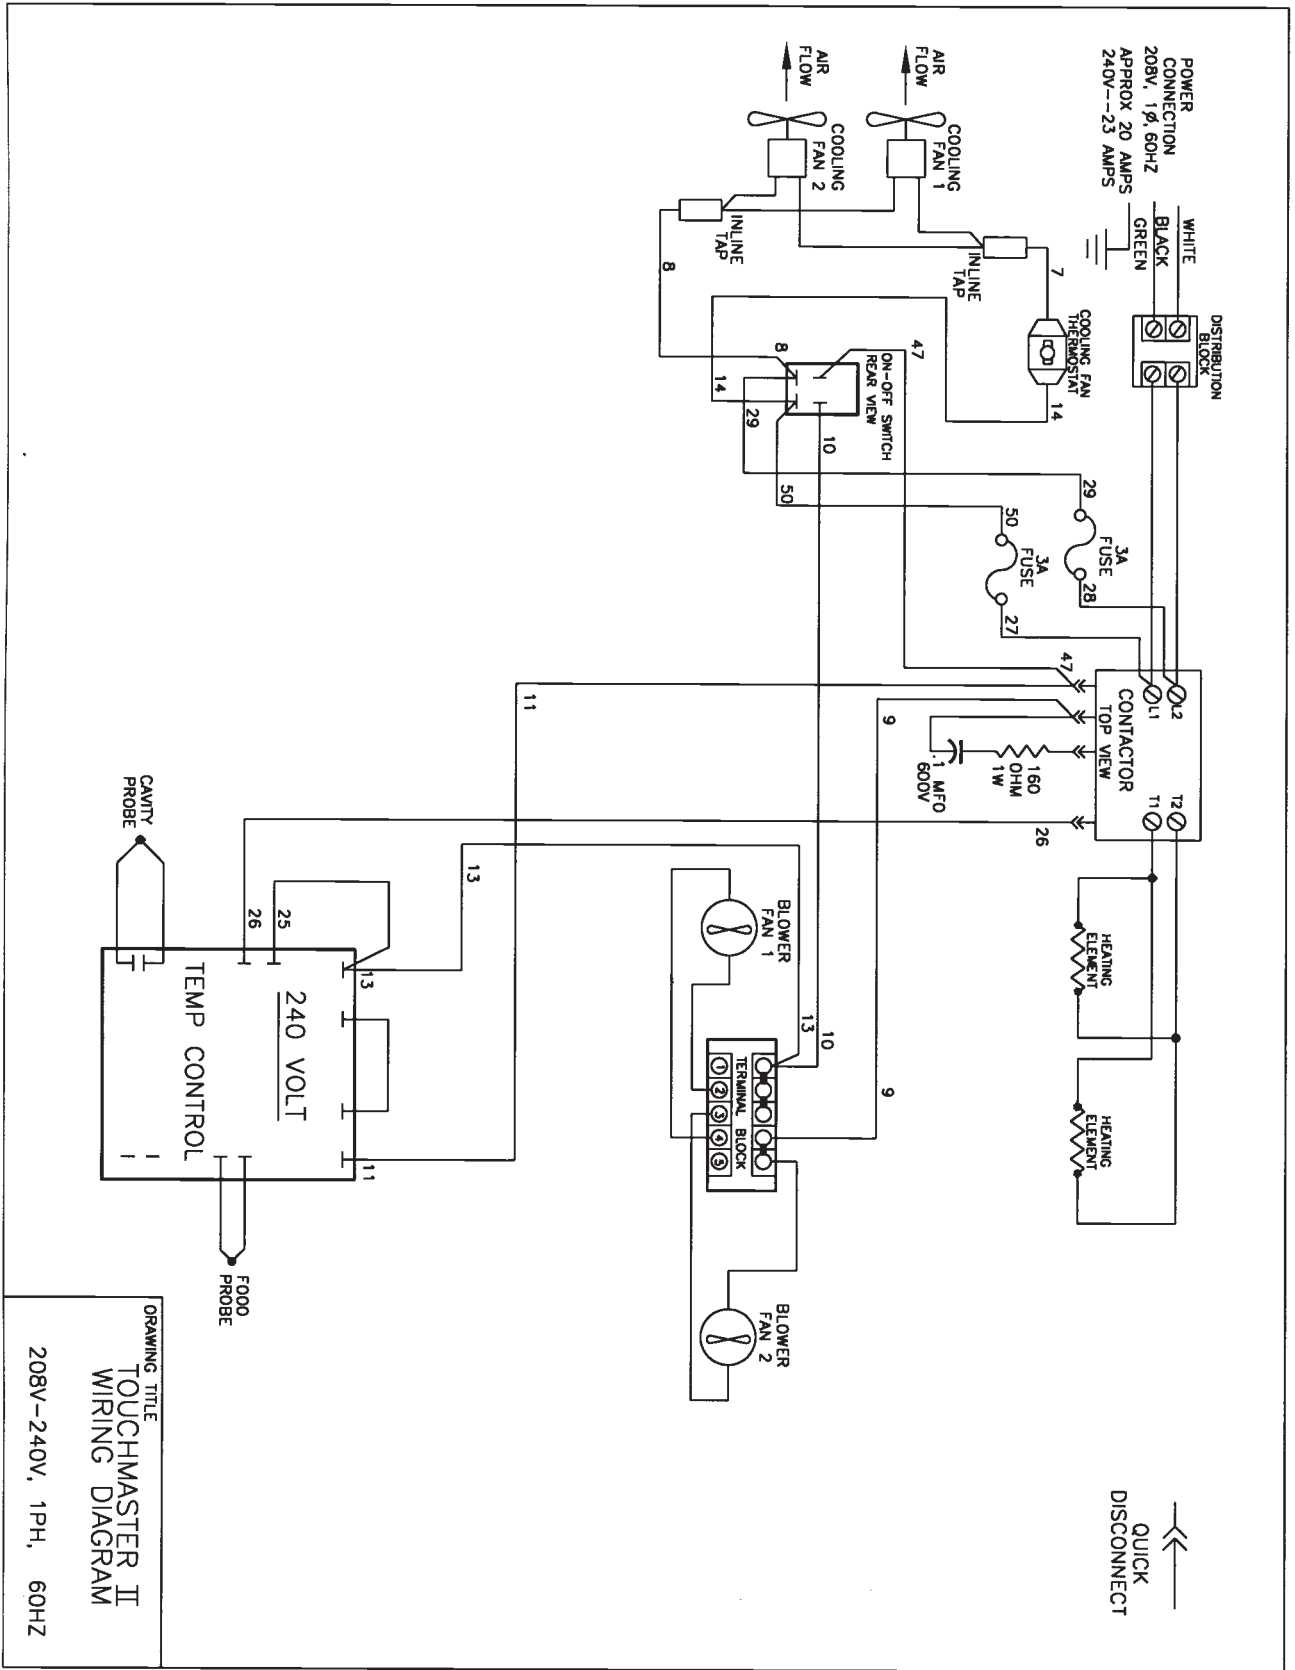 POWER
CONNECTION
208V, 1Ø, 60HZ
APPROX 20 AMPS
240V--23 AMPS
WHITE
BLACK
GREEN
DISTRIBUTION
BLOCK
AIR
FLOW
COOLING
FAN 1
AIR
FLOW
COOLING
FAN 2
INLINE
TAP
INLINE
TAP
7
8
COOLING FAN
THERMOSTAT
14
47
8
14
29
ON-OFF SWITCH
REAR VIEW
10
50
29
3A
FUSE
28
50
3A
FUSE
27
47
L2
L1
CONTACTOR
TOP VIEW
T2
T1
11
9
160
OHM
1W
.1 MFO
600V
26
HEATING
ELEMENT
HEATING
ELEMENT
13
BLOWER
FAN 1
10
13
9
TERMINAL BLOCK
1
2
3
4
5
BLOWER
FAN 2
CAVITY
PROBE
26
25
13
240 VOLT
TEMP CONTROL
11
FOOO
PROBE
QUICK
DISCONNECT
ORAWING TITLE
TOUCHMASTER II
WIRING DIAGRAM
208V-240V, 1PH, 60HZ